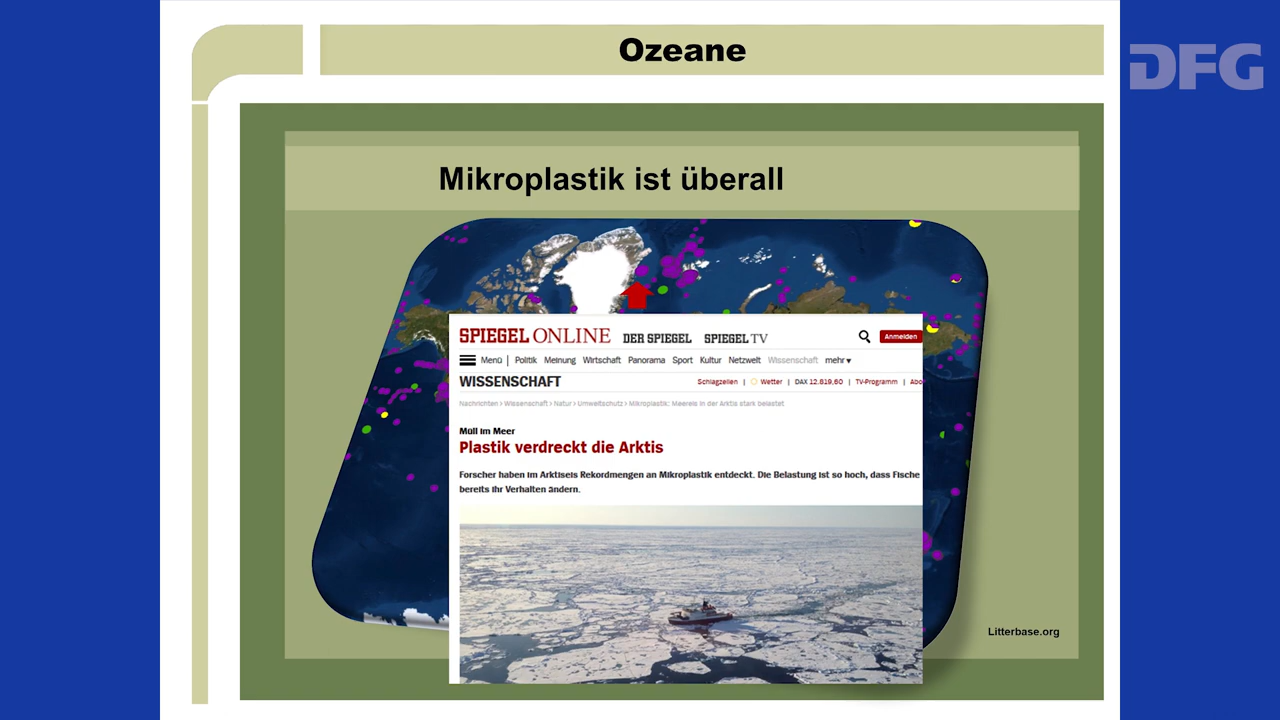 Ozeane
DFG
Mikroplastik ist überall
SPIEGEL ONLINE DER SPIEGEL SPIEGEL TV Anmelden
Menü | Politik Meinung Wirtschaft Panorama Sport Kultur Netzwelt Wissenschaft mehr
WISSENSCHAFT Schlagzeilen | Wetter | DAX 12.819,60 | TV-Programm | Abo
Nachrichten > Wissenschaft > Natur > Umweltschutz > Mikroplastik: Meereis in der Arktis stark belastet
Müll im Meer
Plastik verdreckt die Arktis
Forscher haben im Arktiseis Rekordmengen an Mikroplastik entdeckt. Die Belastung ist so hoch, dass Fische
bereits ihr Verhalten ändern.
Litterbase.org